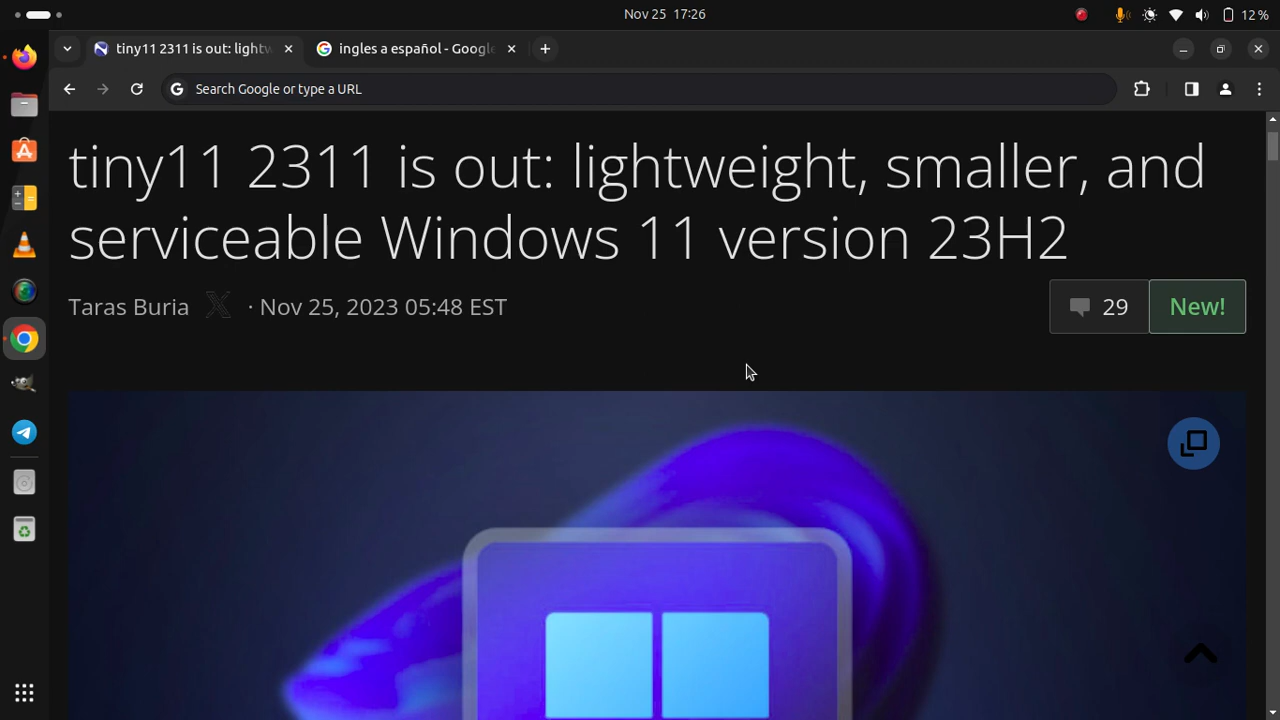 Nov 25  17:26
12 %
tiny11 2311 is out: lightw
ingles a español - Google
Search Google or type a URL
tiny11 2311 is out: lightweight, smaller, and
serviceable Windows 11 version 23H2
Taras Buria X · Nov 25, 2023 05:48 EST
29
New!